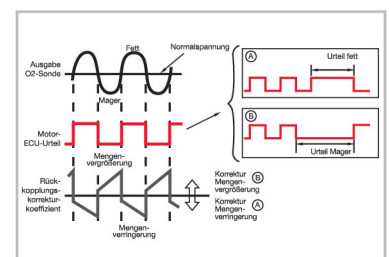 Fett
Normalspannung
Ausgabe
O2-Sonde
Mager
A
Urteil fett
B
Urteil Mager
Motor-
ECU-Urteil
Mengen-
vergrößerung
Rück-
kopplungs-
korrektur-
koeffizient
Mengen-
verringerung
Korrektur
Mengen- B
vergrößerung
Korrektur
Mengen- A
verringerung